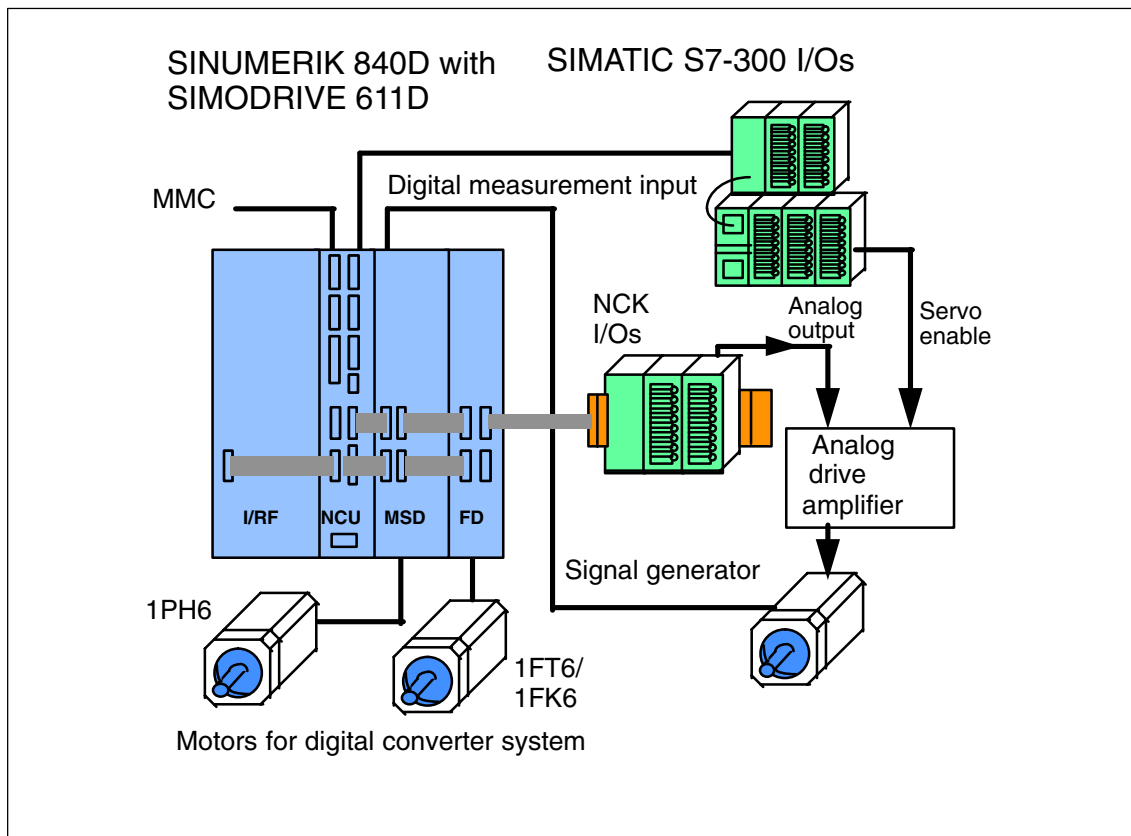 SINUMERIK 840D with
SIMODRIVE 611D
SIMATIC S7-300 I/Os
MMC
Digital measurement input
NCK
I/Os
Analog
output
Servo
enable
Analog
drive
amplifier
I/RF
NCU
MSD
FD
Signal generator
1PH6
1FT6/
1FK6
Motors for digital converter system